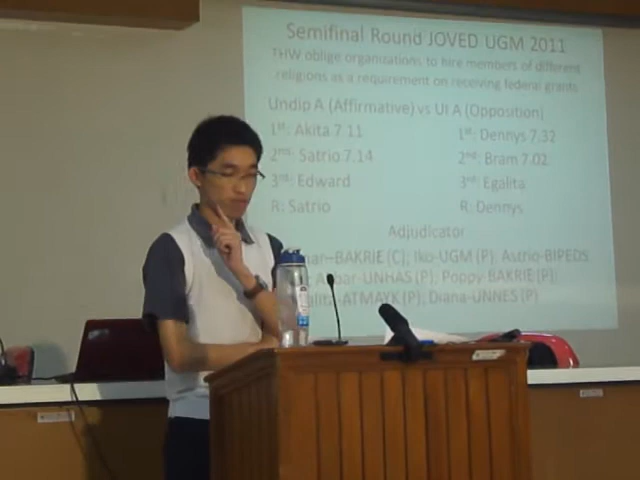 Semifinal Round JOVED UGM 2011
THW oblige organizations to hire members of different
religions as a requirement on receiving federal grants
Undip A (Affirmative) vs UI A (Opposition)
1st: Akita 7.11
1st: Dennys 7.32
2nd: Satrio 7.14
2nd: Bram 7.02
3rd: Edward
3rd: Egalita
R: Satrio
R: Dennys
Adjudicator
BAKRIE (C); Iko-UGM (P); Astrio-BIPEDS
UNHAS (P); Poppy-BAKRIE (P);
ATMAYK (P); Diana-UNNES (P)